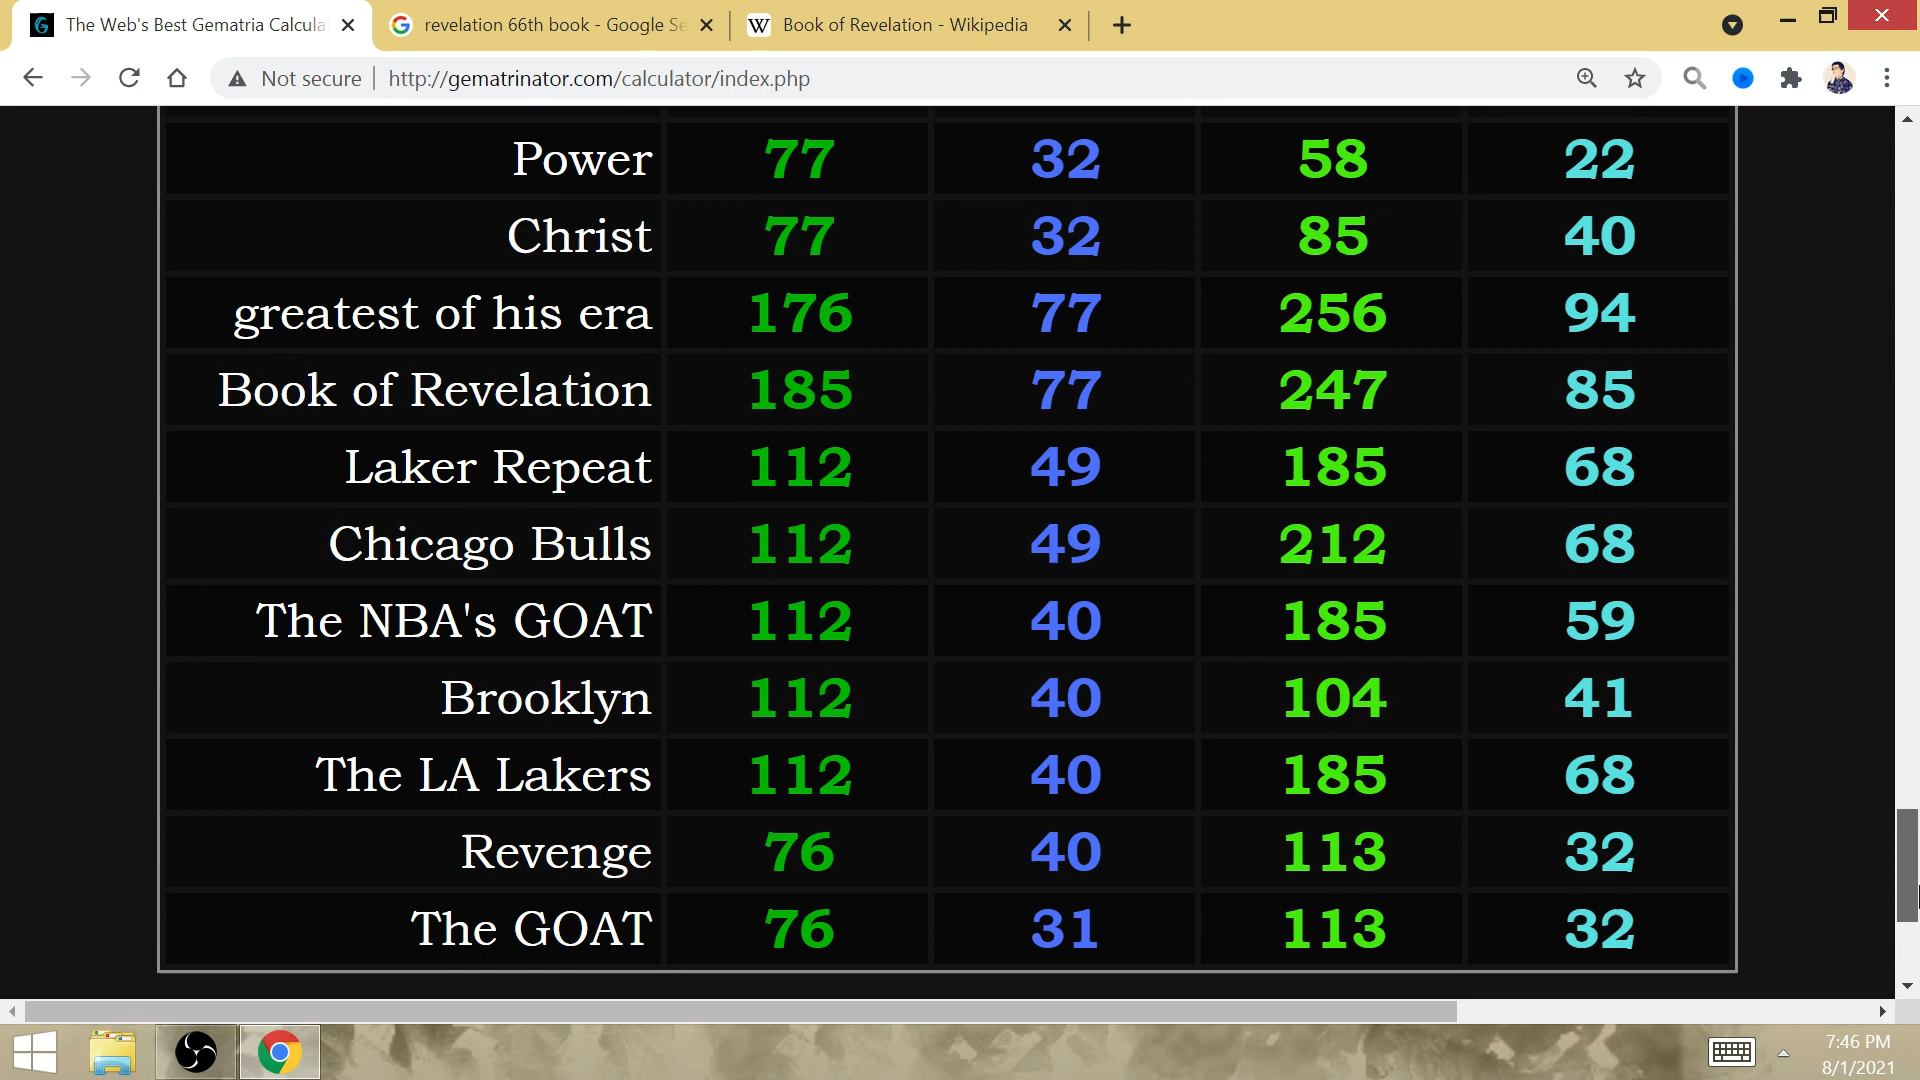 The Web's Best Gematria Calcula
revelation 66th book - Google Se
Book of Revelation - Wikipedia
Not secure http://gematrinator.com/calculator/index.php
Power 77 32 58 22
Christ 77 32 85 40
greatest of his era 176 77 256 94
Book of Revelation 185 77 247 85
Laker Repeat 112 49 185 68
Chicago Bulls 112 49 212 68
The NBA's GOAT 112 40 185 59
Brooklyn 112 40 104 41
The LA Lakers 112 40 185 68
Revenge 76 40 113 32
The GOAT 76 31 113 32
7:46 PM
8/1/2021